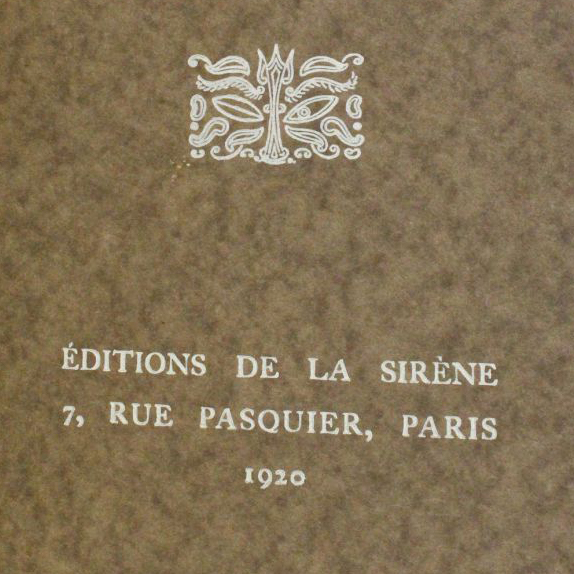 ÉDITIONS DE LA SIRÈNE
7, RUE PASQUIER, PARIS
1920